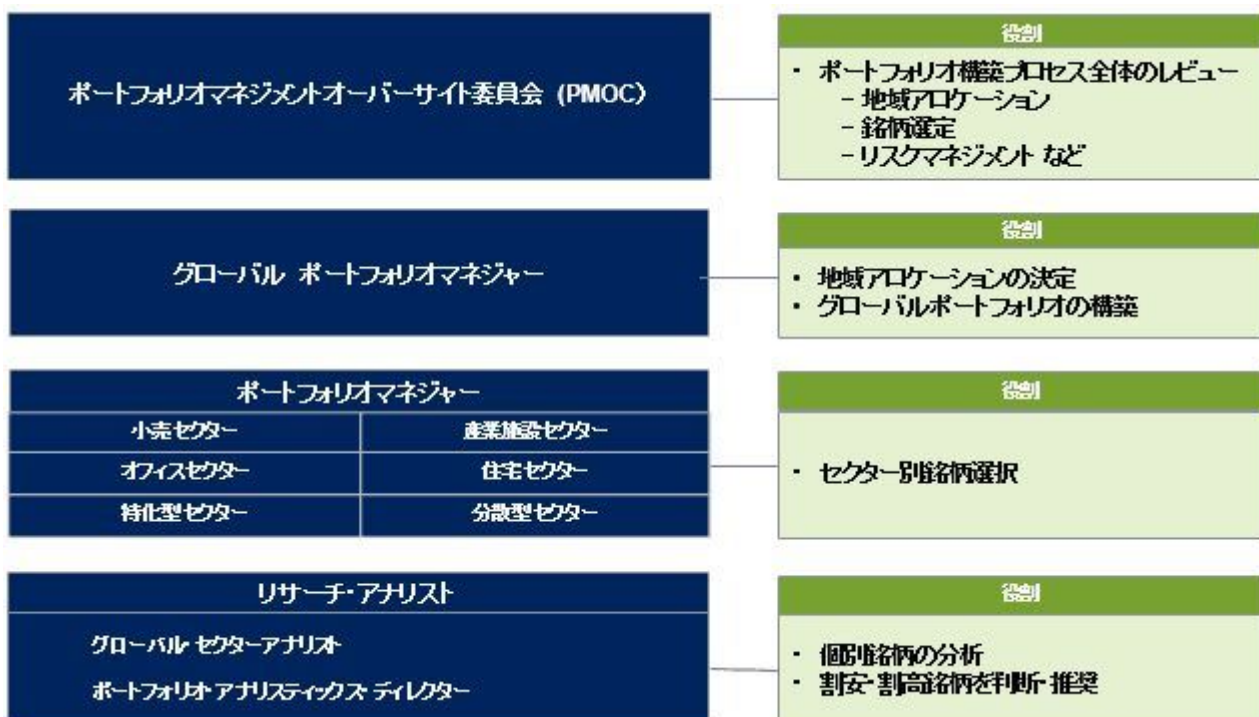 ポートフォリオマネジメントオーバーサイト委員会 (PMOC)
役割
・ ポートフォリオ構築プロセス全体のレビュー
－地域アロケーション
－銘柄選定
－リスクマネジメント など
グローバル ポートフォリオマネジャー
役割
・ 地域アロケーションの決定
・ グローバルポートフォリオの構築
ポートフォリオマネジャー
小売セクター 産業施設セクター
オフィスセクター 住宅セクター
特化型セクター 分散型セクター
役割
・ セクター別銘柄選択
リサーチ・アナリスト
グローバル・セクターアナリスト
ポートフォリオ・アナリスティックス・ディレクター
役割
・ 個別銘柄の分析
・ 割安・割高銘柄を判断・推奨